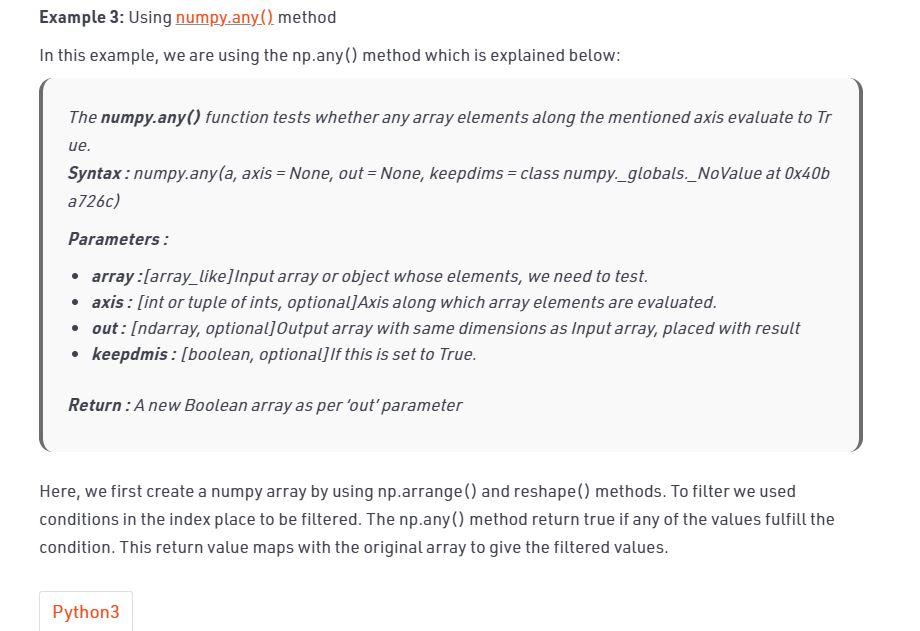 Example 3: Using numpy.any() method
In this example, we are using the np.any() method which is explained below:
The numpy.any() function tests whether any array elements along the mentioned axis evaluate to Tr
ue.
Syntax : numpy.any(a, axis = None, out = None, keepdims = class numpy._globals._NoValue at 0x40b
a726c)
Parameters :
• array :[array_like]Input array or object whose elements, we need to test.
• axis : [int or tuple of ints, optional]Axis along which array elements are evaluated.
• out : [ndarray, optional]Output array with same dimensions as Input array, placed with result
• keepdmis : [boolean, optional]If this is set to True.
Return : A new Boolean array as per ‘out’ parameter
Here, we first create a numpy array by using np.arrange() and reshape() methods. To filter we used
conditions in the index place to be filtered. The np.any() method return true if any of the values fulfill the
condition. This return value maps with the original array to give the filtered values.
Python3